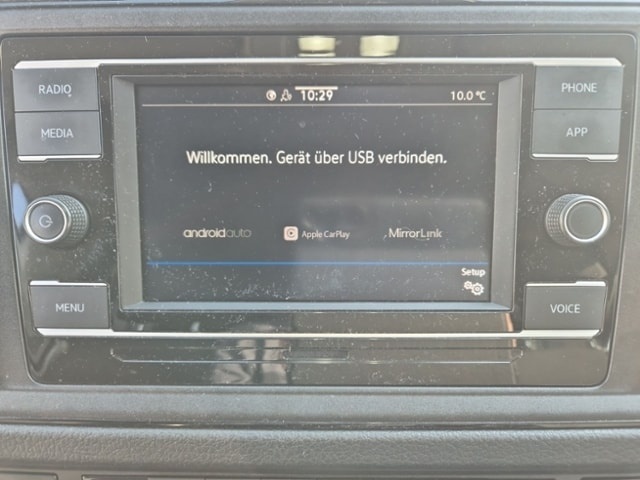 RADIO
MEDIA
MENU
10:29
10.0 °C
Willkommen. Gerät über USB verbinden.
androidauto
Apple CarPlay
MirrorLink
Setup
PHONE
APP
VOICE